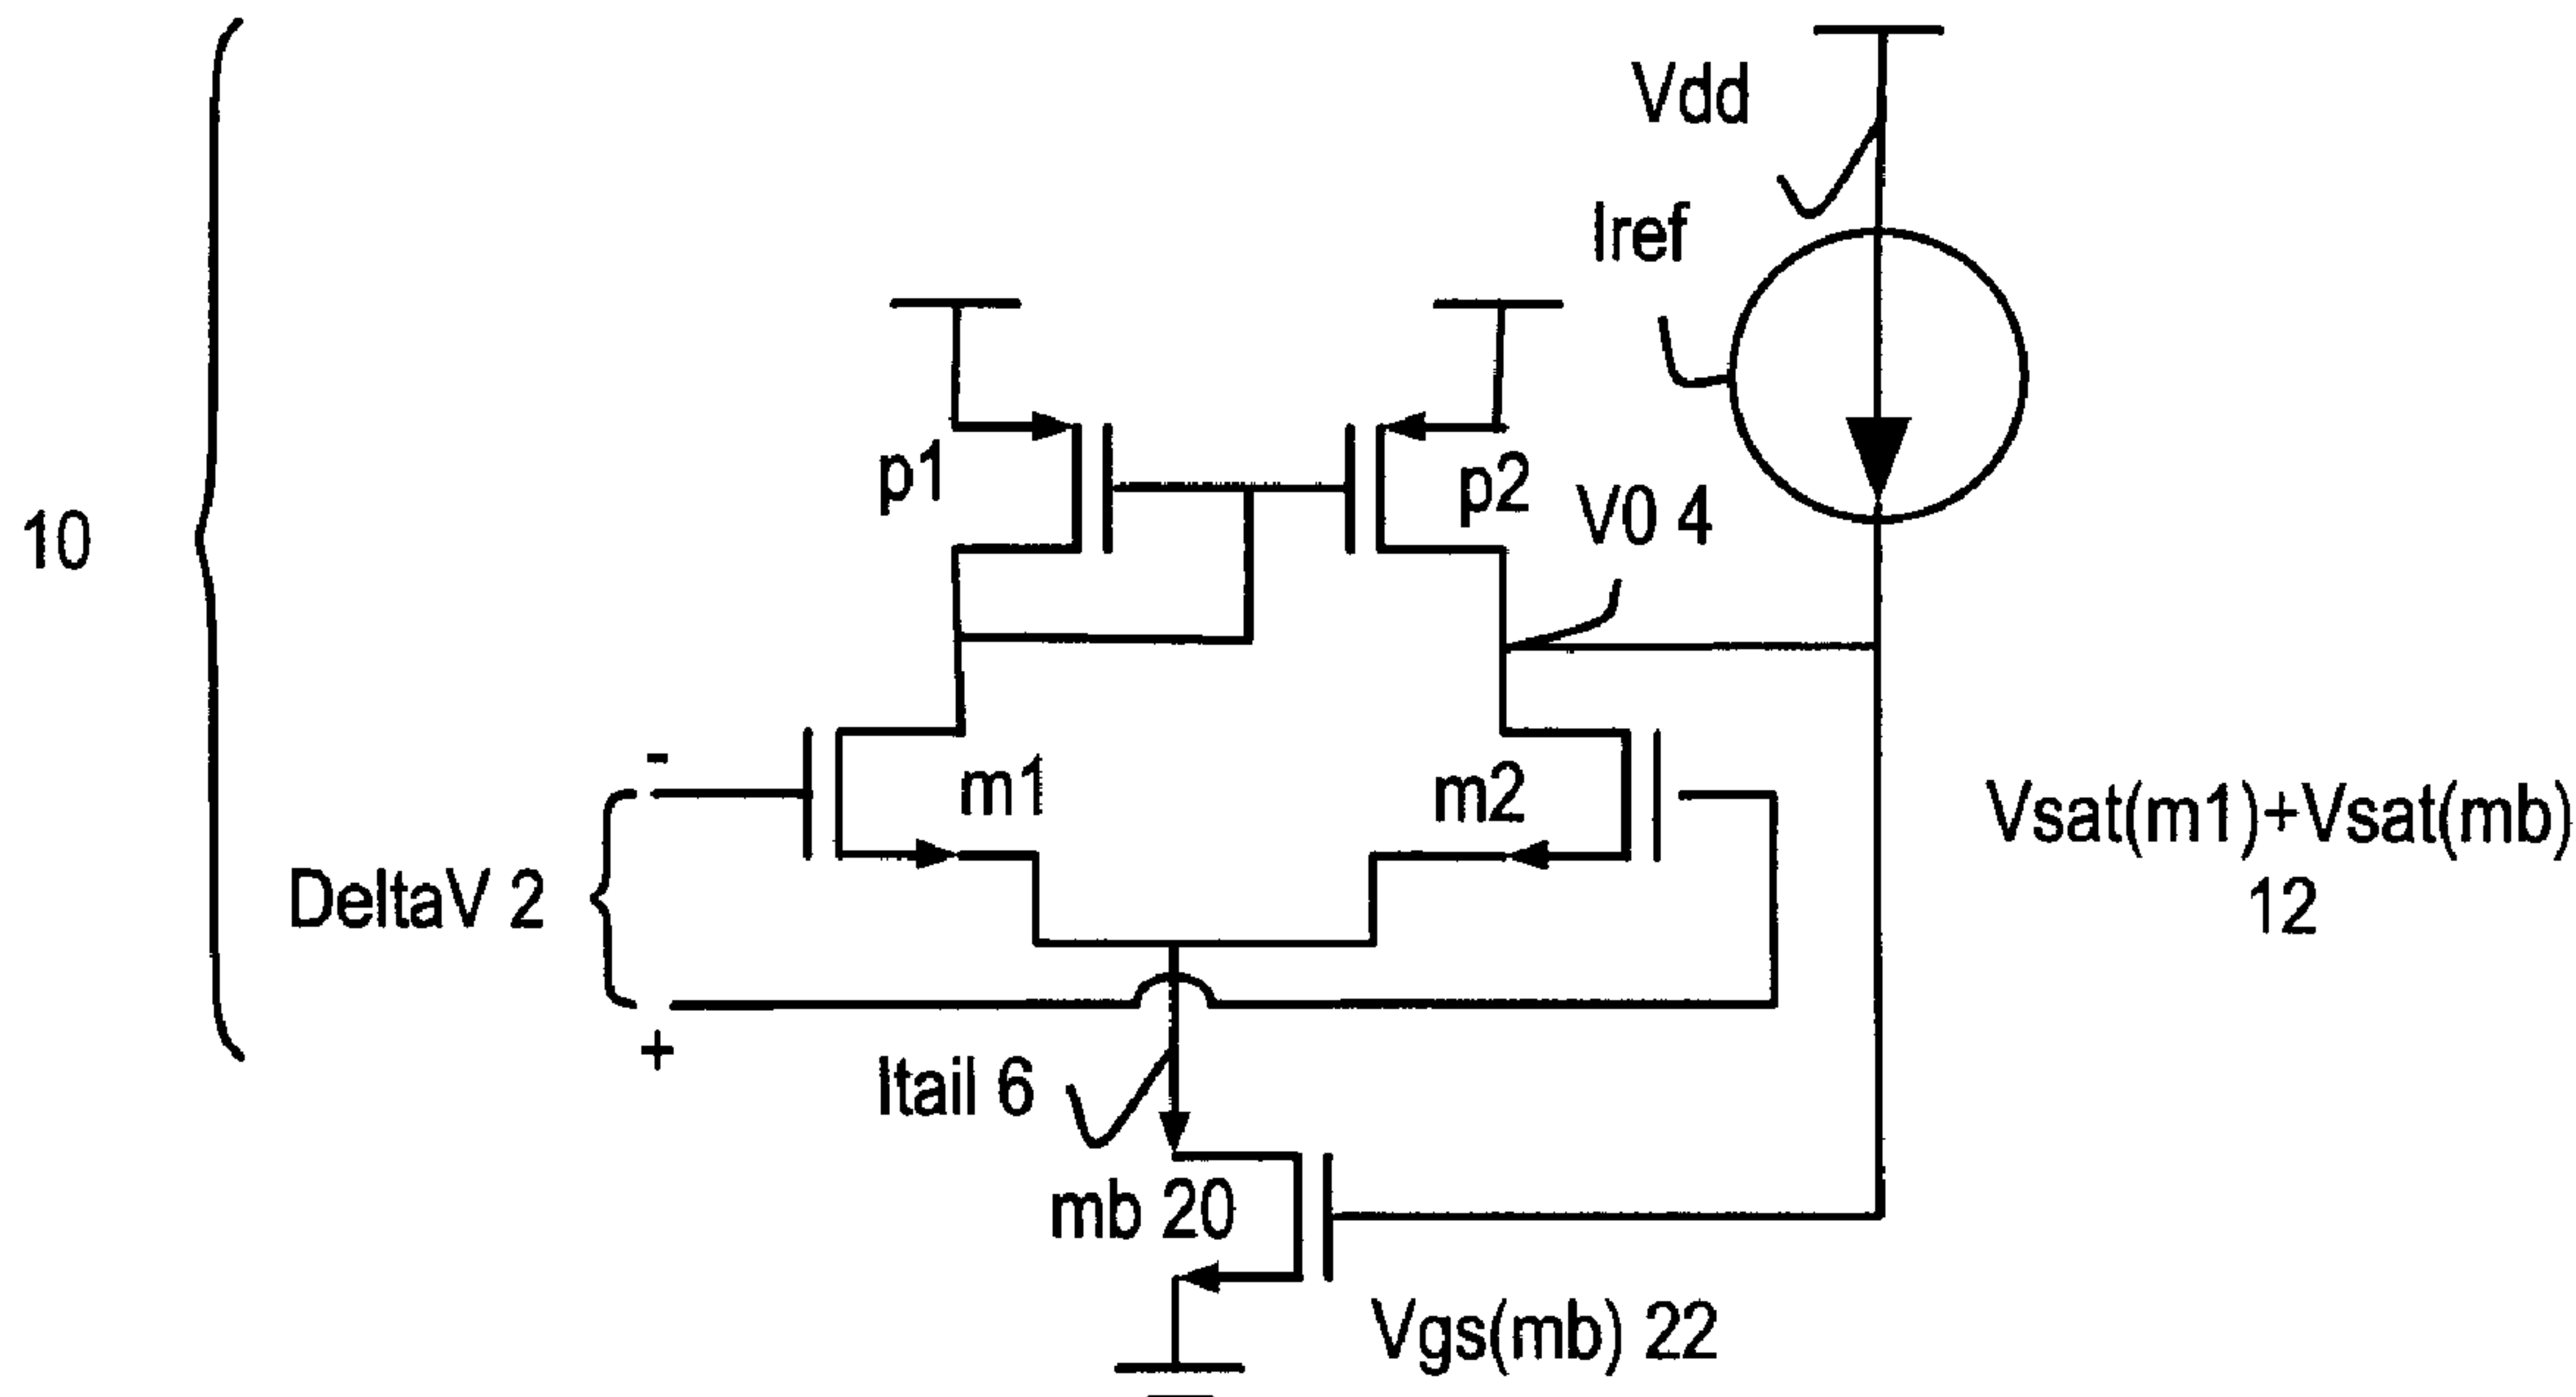 Vdd
Iref
p1
p2
V0 4
10
-
m1
m2
Vsat(m1)+Vsat(mb)
12
DeltaV 2
+
Itail 6
mb 20
Vgs(mb) 22